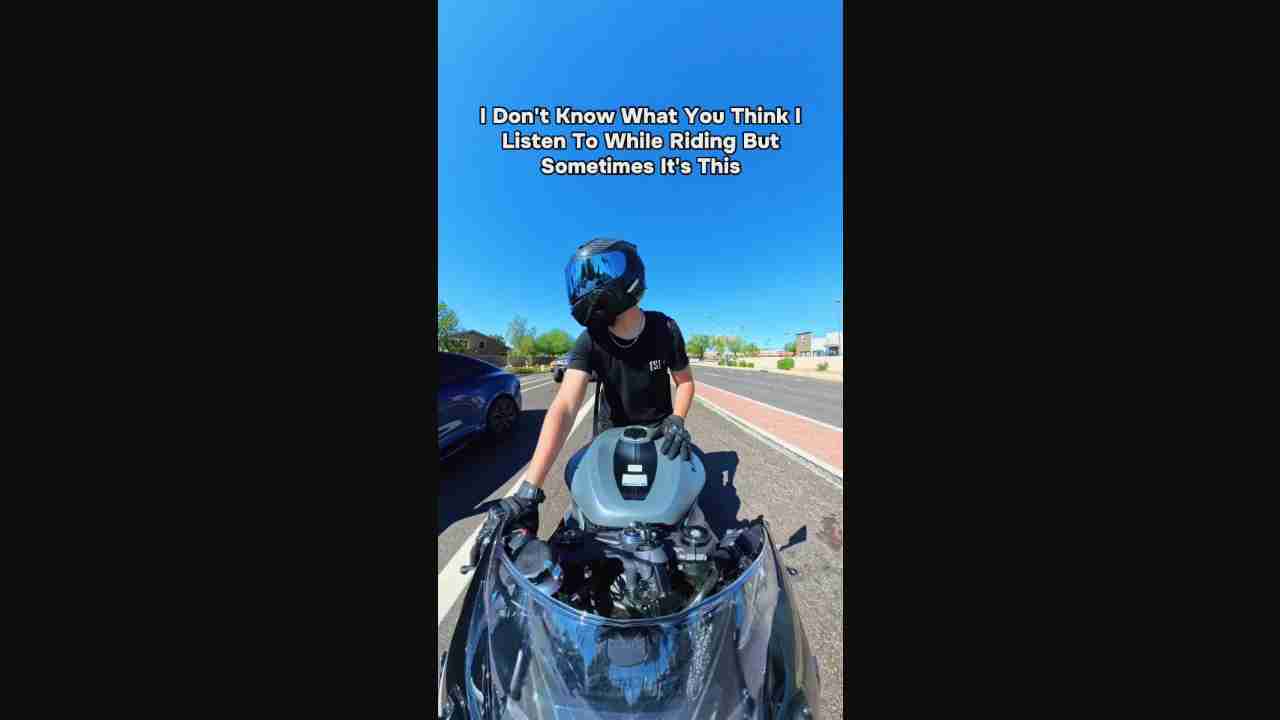 I Don't Know What You Think I
Listen To While Riding But
Sometimes It's This